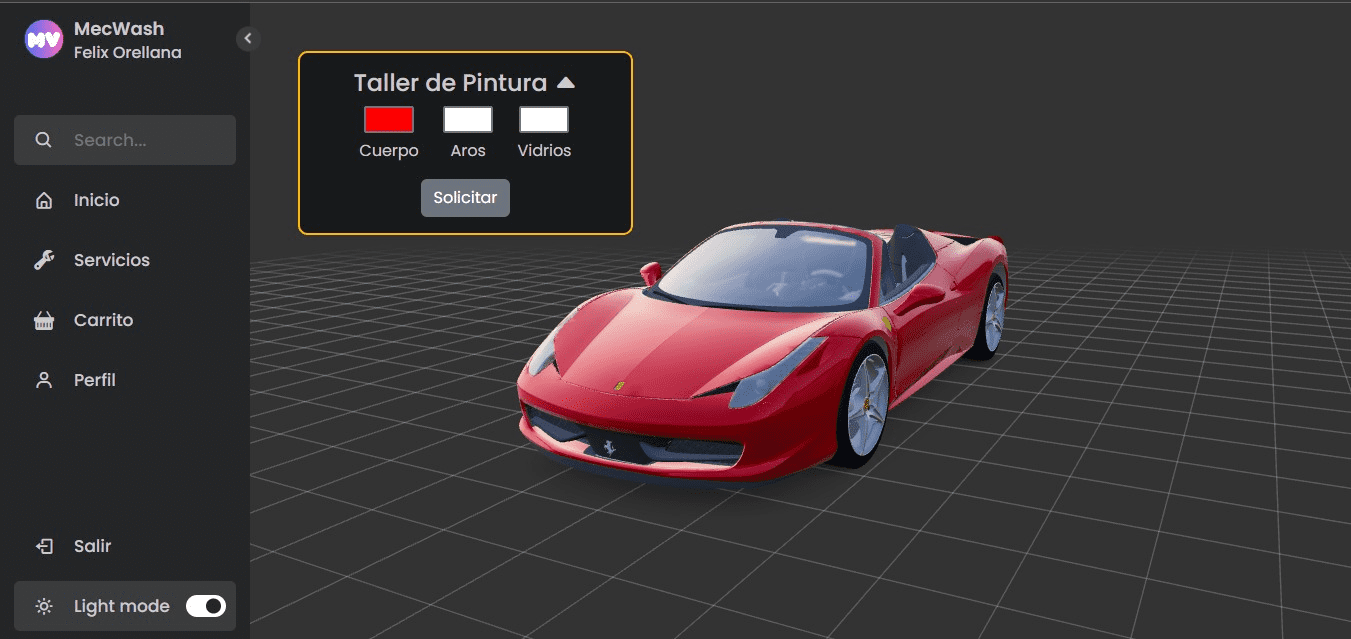 MV
MecWash
Felix Orellana
Search...
Inicio
Servicios
Carrito
Perfil
Salir
Light mode
Taller de Pintura
Cuerpo Aros Vidrios
Solicitar